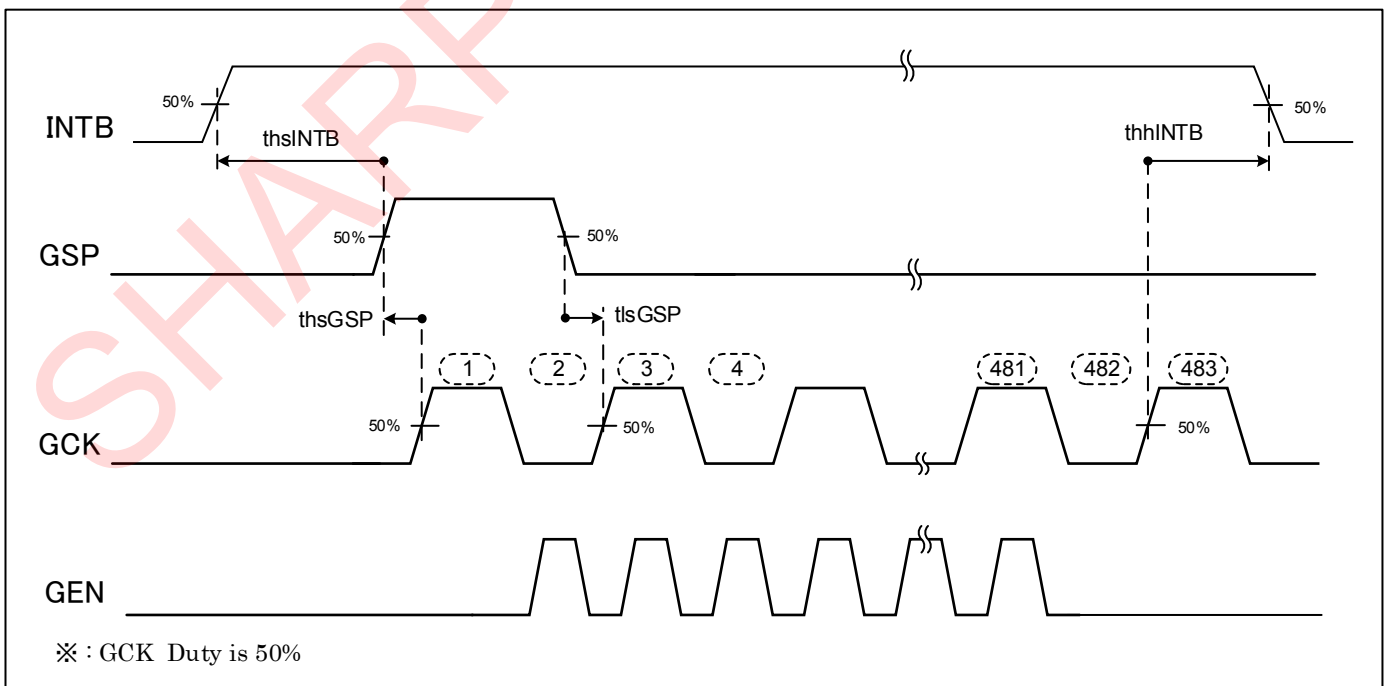 SHARP
50%
50%
INTB
thsINTB
thhINTB
50%
50%
GSP
thsGSP
tlsGSP
1
2
3
4
481
482
483
50%
50%
50%
GCK
GEN
※ : GCK Duty is 50%